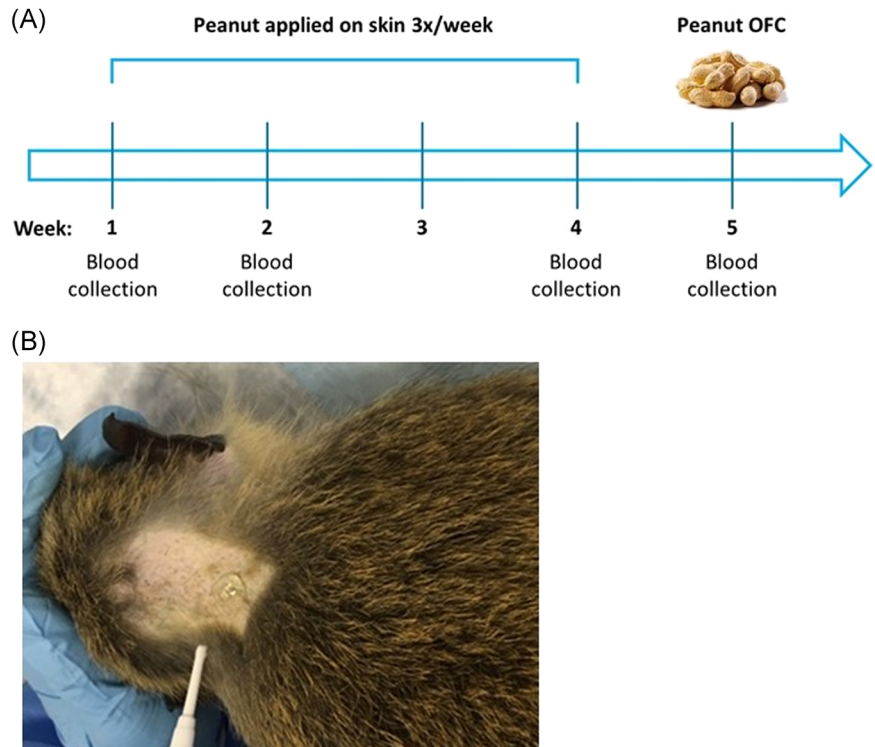 (A)
Peanut applied on skin 3x/week
Peanut OFC
Week: 1 2 3 4 5
Blood collection
Blood collection
Blood collection
Blood collection
(B)